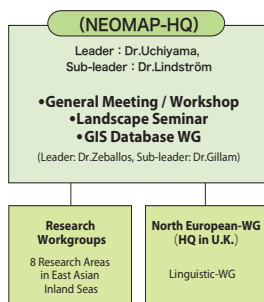 (NEOMAP-HQ)
Leader：Dr.Uchiyama,
Sub-leader：Dr.Lindström
•General Meeting / Workshop
•Landscape Seminar
•GIS Database WG
(Leader: Dr.Zeballos, Sub-leader: Dr.Gillam)
Research
Workgroups
8 Research Areas
in East Asian
Inland Seas
North European-WG
(HQ in U.K.)
Linguistic-WG